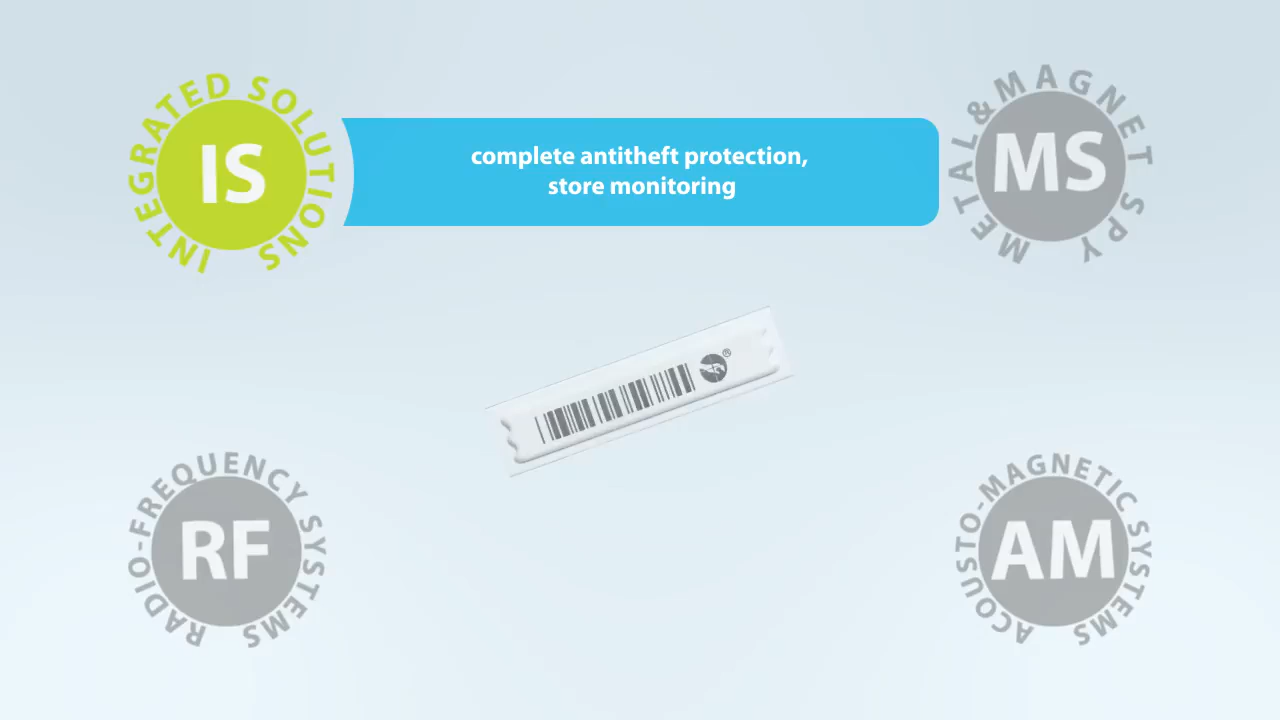 INTEGRATED SOLUTIONS
IS
complete antitheft protection,
store monitoring
METAL&MAGNET SPY
MS
®
RADIO-FREQUENCY SYSTEMS
RF
ACOUSTO-MAGNETIC SYSTEMS
AM